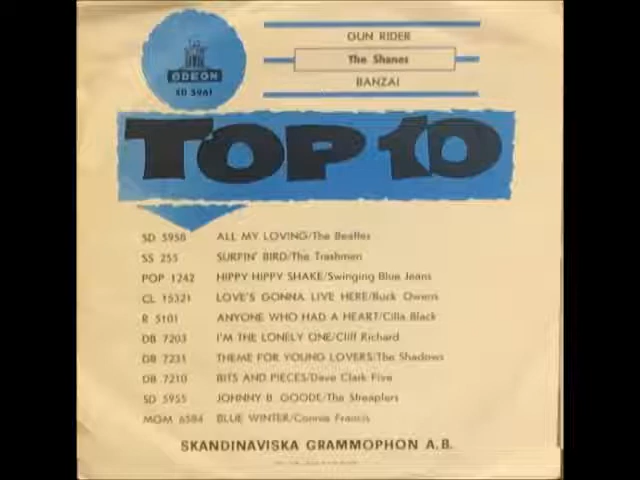 ODEON
SD 5961
GUN RIDER
The Shanes
BANZAI
TOP 10
SD 5958 ALL MY LOVING/The Beatles
SS 255 SURFIN' BIRD/The Trashmen
POP 1242 HIPPY HIPPY SHAKE/Swinging Blue Jeans
CL 15321 LOVE'S GONNA LIVE HERE/Buck Owens
R 5101 ANYONE WHO HAD A HEART/Cilla Black
DB 7203 I'M THE LONELY ONE/Cliff Richard
DB 7231 THEME FOR YOUNG LOVERS/The Shadows
DB 7210 BITS AND PIECES/Dave Clark Five
SD 5955 JOHNNY B. GOODE/The Streaplers
MGM 6584 BLUE WINTER/Connie Francis
SKANDINAVISKA GRAMMOPHON A.B.